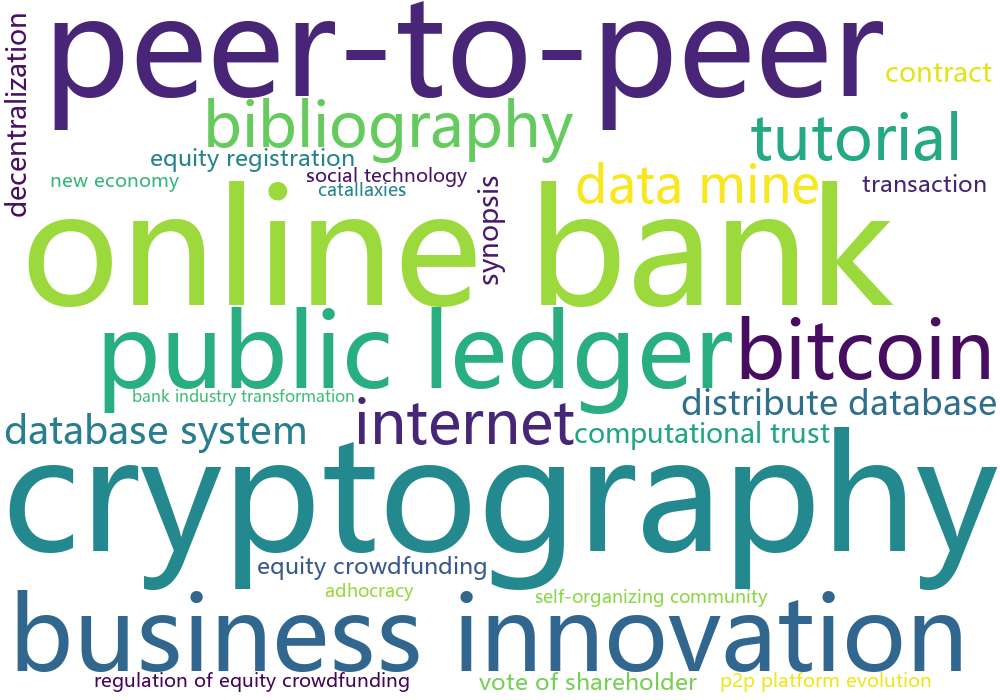 peer-to-peer
decentralization
contract
bibliography
tutorial
equity registration
social technology
new economy
catallaxies
synopsis
data mine
transaction
online bank
public ledger
bitcoin
bank industry transformation
internet
distribute database
database system
computational trust
cryptography
equity crowdfunding
adhocracy
self-organizing community
business innovation
regulation of equity crowdfunding
vote of shareholder
p2p platform evolution